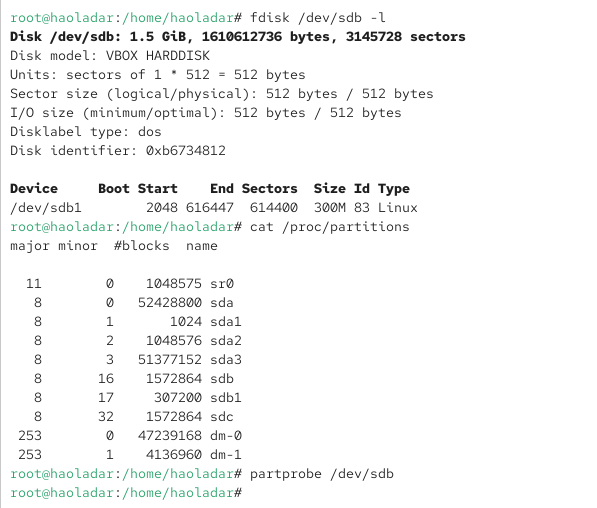 root@haoladar:/home/haoladar# fdisk /dev/sdb -l
Disk /dev/sdb: 1.5 GiB, 1610612736 bytes, 3145728 sectors
Disk model: VBOX HARDDISK
Units: sectors of 1 * 512 = 512 bytes
Sector size (logical/physical): 512 bytes / 512 bytes
I/O size (minimum/optimal): 512 bytes / 512 bytes
Disklabel type: dos
Disk identifier: 0xb6734812
Device     Boot Start    End Sectors  Size Id Type
/dev/sdb1        2048 616447  614400  300M 83 Linux
root@haoladar:/home/haoladar# cat /proc/partitions
major minor  #blocks  name
  11        0    1048575 sr0
   8        0   52428800 sda
   8        1       1024 sda1
   8        2    1048576 sda2
   8        3   51377152 sda3
   8       16    1572864 sdb
   8       17     307200 sdb1
   8       32    1572864 sdc
 253        0   47239168 dm-0
 253        1    4136960 dm-1
root@haoladar:/home/haoladar# partprobe /dev/sdb
root@haoladar:/home/haoladar#